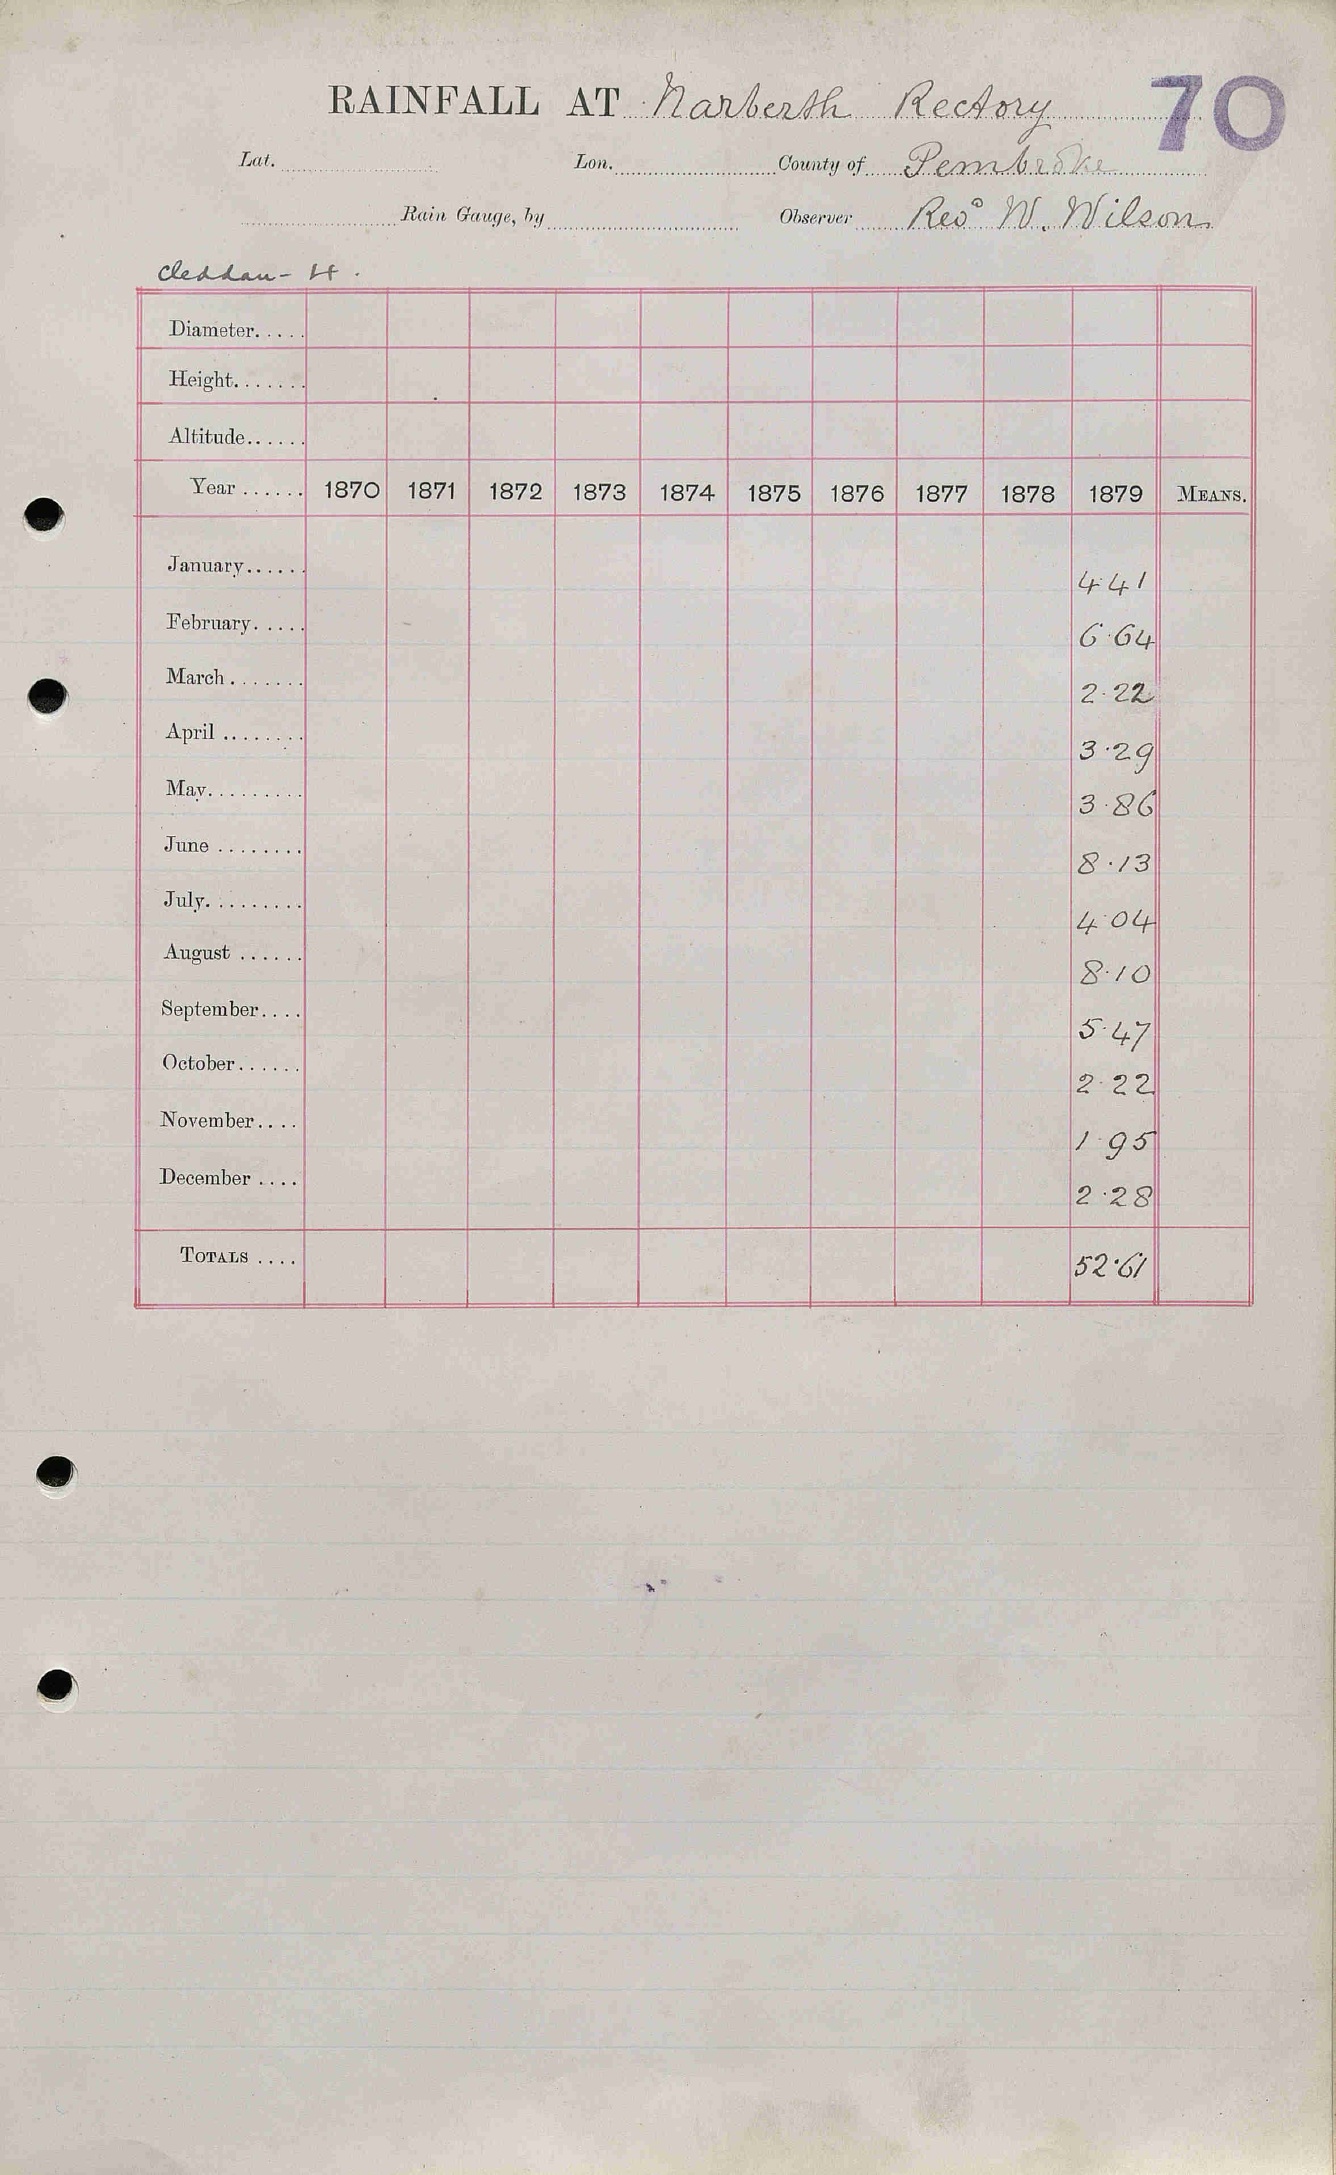 RAINFALL AT Narberth Rectory 70
Lat. Lon. County of Pembroke
Rain Gauge, by Observer Revd W. Wilson
Cleddau - H.
Diameter.....
Height.......
Altitude......
Year ...... 1870 1871 1872 1873 1874 1875 1876 1877 1878 1879 MEANS.
January...... 4.41
February..... 6.64
March ....... 2.22
April ........ 3.29
May......... 3.86
June ........ 8.13
July......... 4.04
August ...... 8.10
September.... 5.47
October...... 2.22
November.... 1.95
December .... 2.28
TOTALS .... 52.61